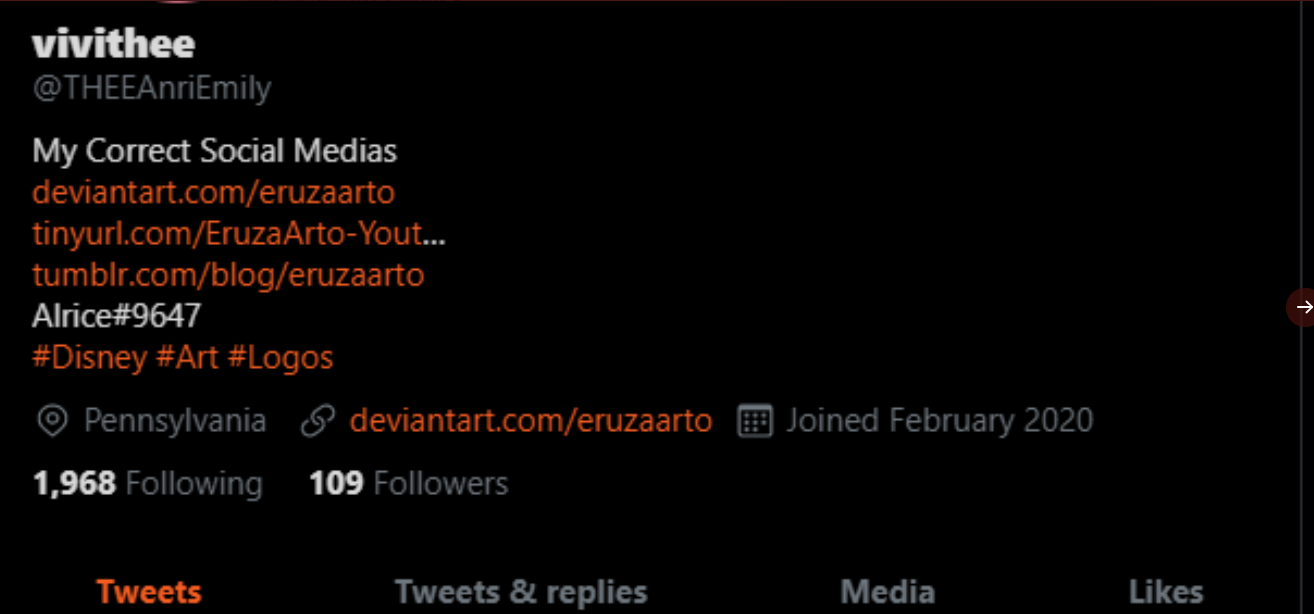 vivithee
@THEEAnriEmily
My Correct Social Medias
deviantart.com/eruzaarto
tinyurl.com/EruzaArto-Yout...
tumblr.com/blog/eruzaarto
Alrice#9647
#Disney #Art #Logos
Pennsylvania deviantart.com/eruzaarto Joined February 2020
1,968 Following 109 Followers
Tweets Tweets & replies Media Likes